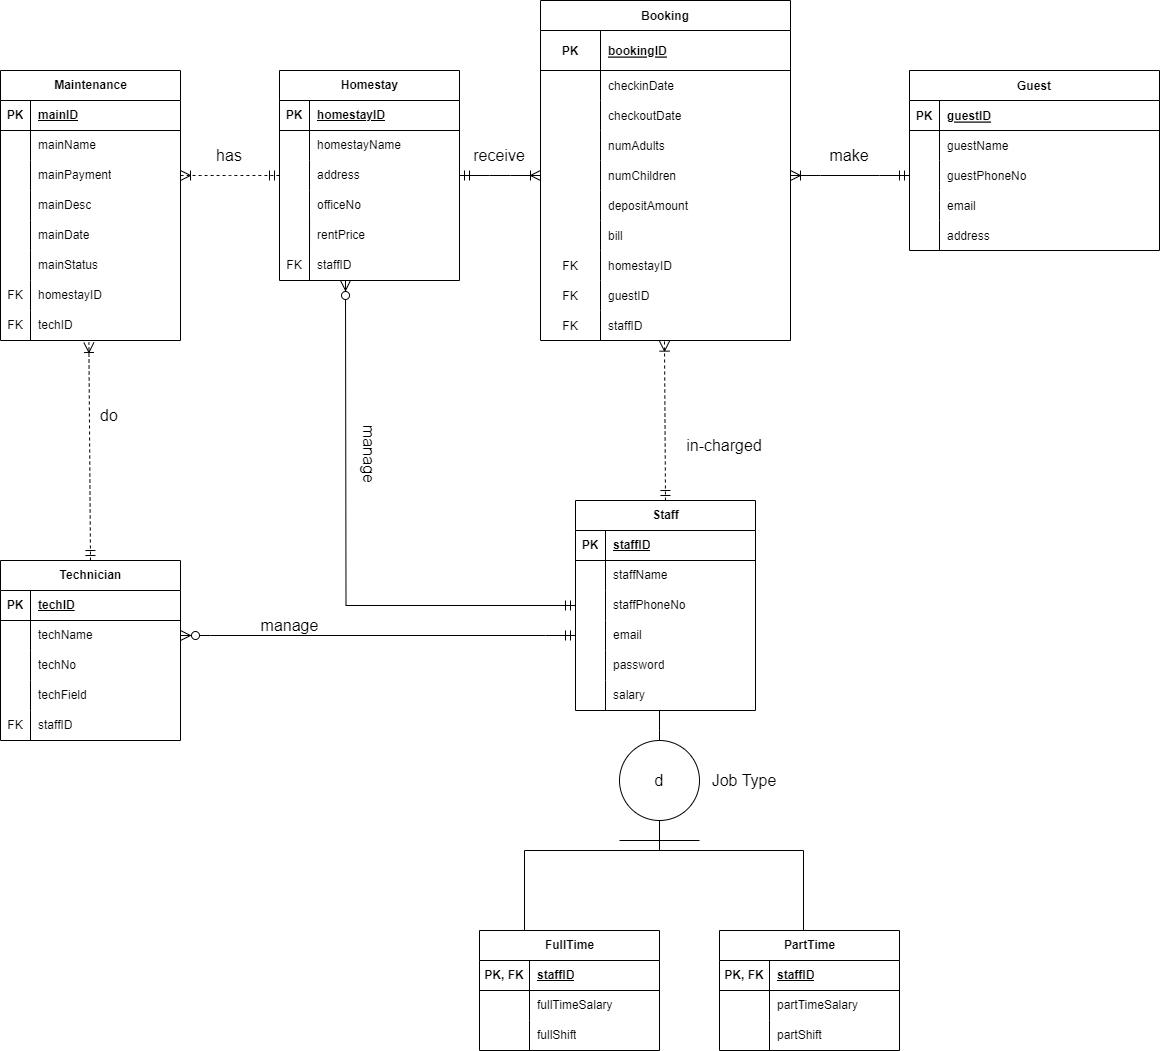 Booking
PK bookingID
checkinDate
checkoutDate
numAdults
numChildren
depositAmount
bill
FK homestayID
FK guestID
FK staffID
Maintenance
PK mainID
mainName
mainPayment
mainDesc
mainDate
mainStatus
FK homestayID
FK techID
has
Homestay
PK homestayID
homestayName
address
officeNo
rentPrice
FK staffID
receive
make
Guest
PK guestID
guestName
guestPhoneNo
email
address
do
manage
in-charged
Staff
PK staffID
staffName
staffPhoneNo
email
password
salary
Technician
PK techID
techName
techNo
techField
FK staffID
manage
d
Job Type
FullTime
PK, FK staffID
fullTimeSalary
fullShift
PartTime
PK, FK staffID
partTimeSalary
partShift